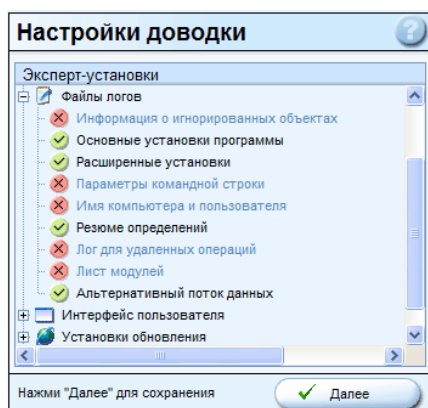 Настройки доводки
Эксперт-установки
Файлы логов
Информация о игнорированных объектах
Основные установки программы
Расширенные установки
Параметры командной строки
Имя компьютера и пользователя
Резюме определений
Лог для удаленных операций
Лист модулей
Альтернативный поток данных
Интерфейс пользователя
Установки обновления
Нажми "Далее" для сохранения
Далее